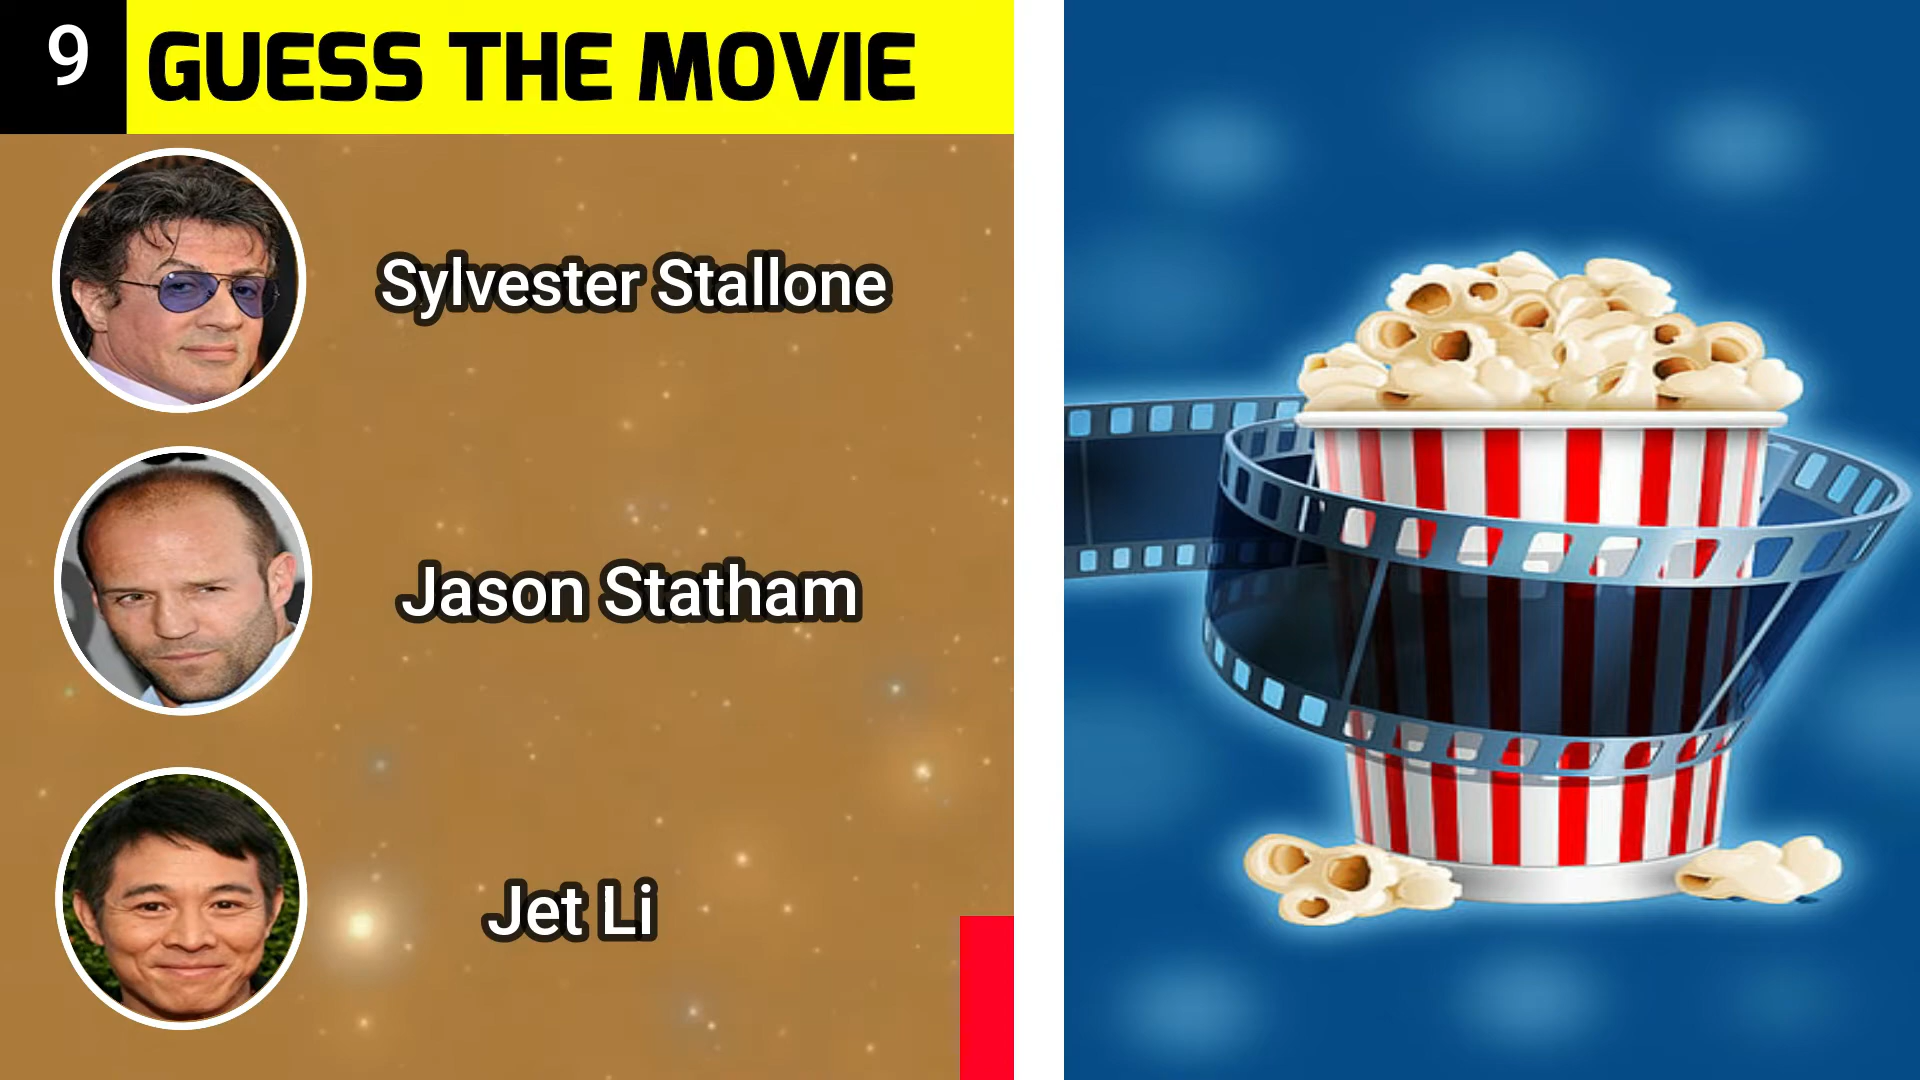 9
GUESS THE MOVIE
Sylvester Stallone
Jason Statham
Jet Li